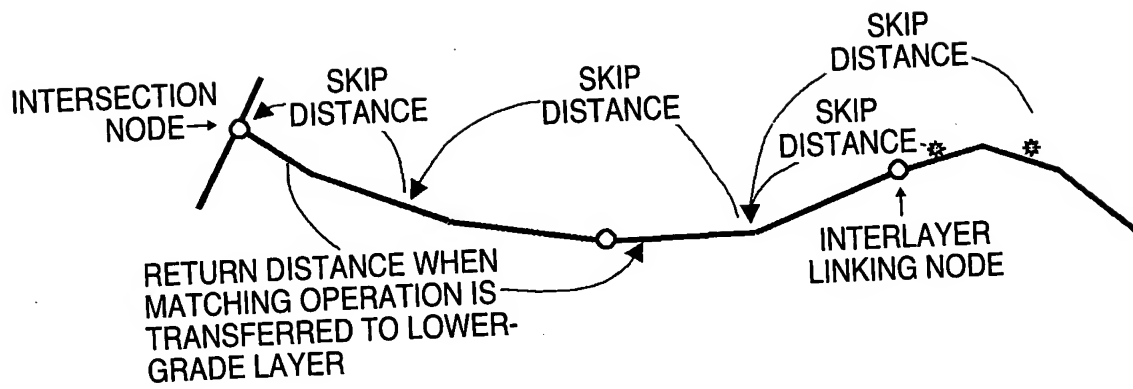 INTERSECTION
NODE
SKIP
DISTANCE
SKIP
DISTANCE
SKIP
DISTANCE
SKIP
DISTANCE
INTERLAYER
LINKING NODE
RETURN DISTANCE WHEN
MATCHING OPERATION IS
TRANSFERRED TO LOWER-
GRADE LAYER